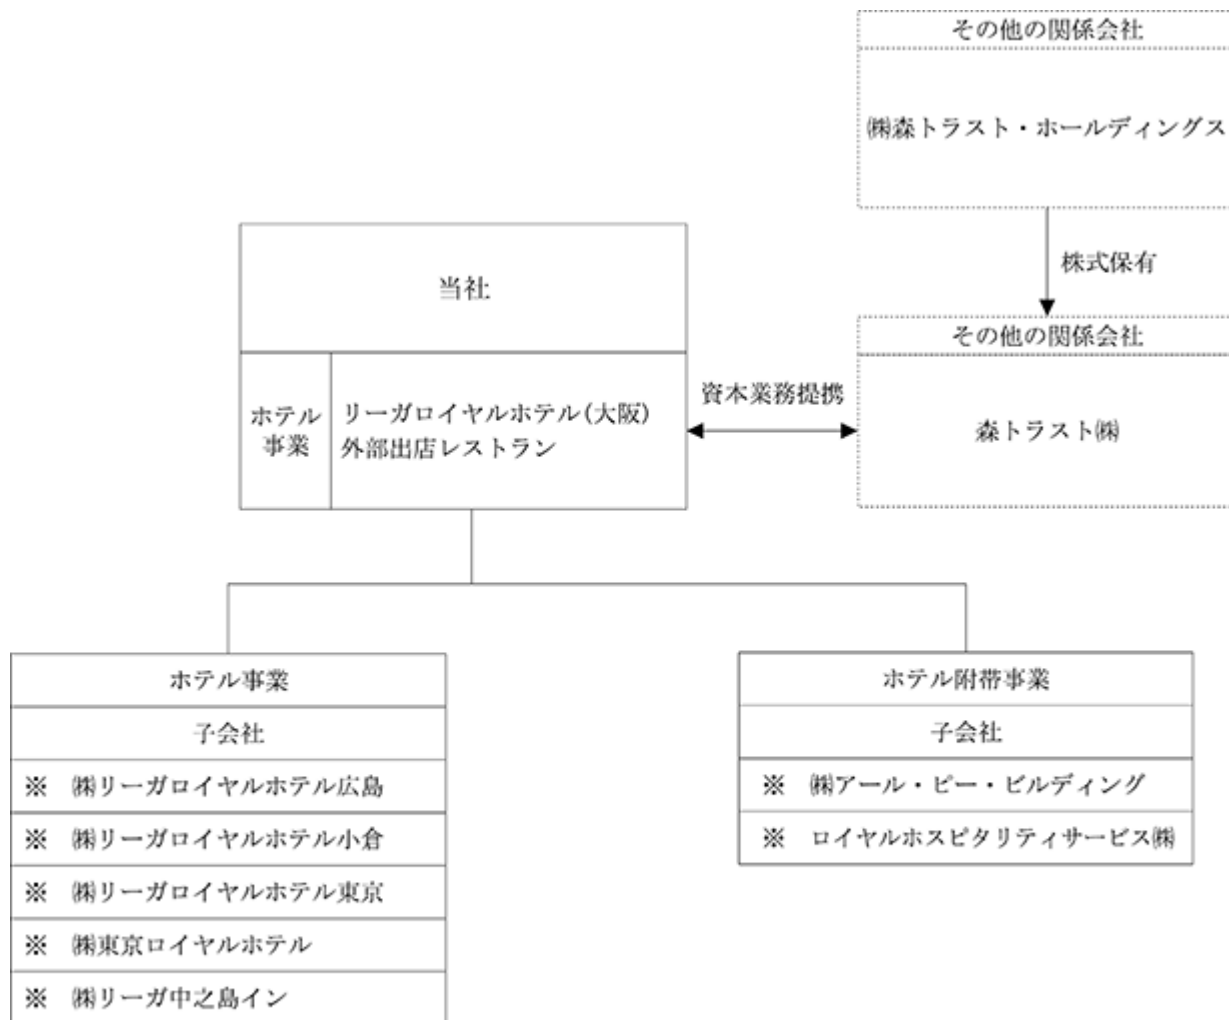 その他の関係会社
㈱森トラスト・ホールディングス
株式保有
当社
ホテル
事業
リーガロイヤルホテル(大阪)
外部出店レストラン
資本業務提携
その他の関係会社
森トラスト㈱
ホテル事業
子会社
※ ㈱リーガロイヤルホテル広島
※ ㈱リーガロイヤルホテル小倉
※ ㈱リーガロイヤルホテル東京
※ ㈱東京ロイヤルホテル
※ ㈱リーガ中之島イン
ホテル附帯事業
子会社
※ ㈱アール・ピー・ビルディング
※ ロイヤルホスピタリティサービス㈱